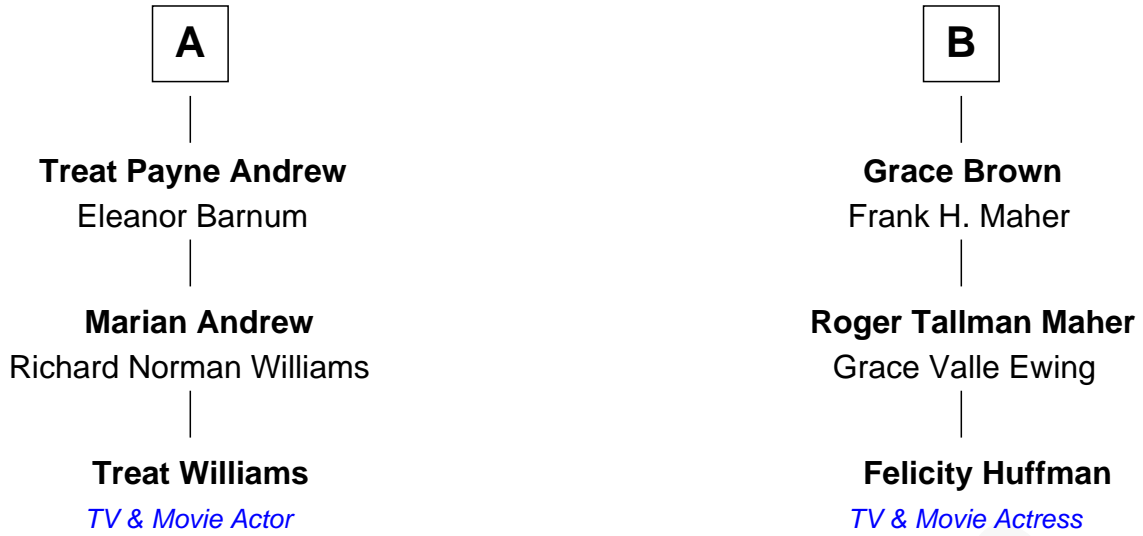 A
B
Treat Payne Andrew
Eleanor Barnum
Grace Brown
Frank H. Maher
Marian Andrew
Richard Norman Williams
Roger Tallman Maher
Grace Valle Ewing
Treat Williams
TV & Movie Actor
Felicity Huffman
TV & Movie Actress